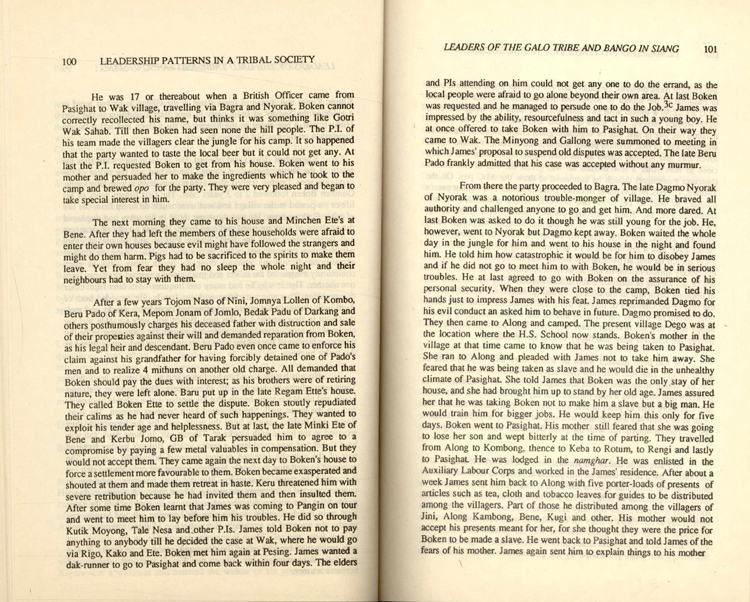 100 LEADERSHIP PATTERNS IN A TRIBAL SOCIETY
He was 17 or thereabout when a British Officer came from
Pasighat to Wak village, travelling via Bagra and Nyorak. Boken cannot
correctly recollected his name, but thinks it was something like Gotri
Wak Sahab. Till then Boken had seen none the hill people. The P.I. of
his team made the villagers clear the jungle for his camp. It so happened
that the party wanted to taste the local beer but it could not get any. At
last the P.I. requested Boken to get from his house. Boken went to his
mother and persuaded her to make the ingredients which he took to the
camp and brewed opo for the party. They were very pleased and began to
take special interest in him.
The next morning they came to his house and Minchen Ete's at
Bene. After they had left the members of these households were afraid to
enter their own houses because evil might have followed the strangers and
might do them harm. Pigs had to be sacrificed to the spirits to make them
leave. Yet from fear they had no sleep the whole night and their
neighbours had to stay with them.
After a few years Tojom Naso of Nini, Jomnya Lollen of Kombo,
Beru Pado of Kera, Mepom Jonam of Jomlo, Bedak Padu of Darkang and
others posthumously charges his deceased father with distruction and sale
of their properties against their will and demanded reparation from Boken,
as his legal heir and descendant. Beru Pado even once came to enforce his
claim against his grandfather for having forcibly detained one of Pado's
men and to realize 4 mithuns on another old charge. All demanded that
Boken should pay the dues with interest; as his brothers were of retiring
nature, they were left alone. Baru put up in the late Regam Ete's house.
They called Boken Ete to settle the dispute. Boken stoutly repudiated
their calims as he had never heard of such happenings. They wanted to
exploit his tender age and helplessness. But at last, the late Minki Ete of
Bene and Kerbu Jomo, GB of Tarak persuaded him to agree to a
compromise by paying a few metal valuables in compensation. But they
would not accept them. They came again the next day to Boken's house to
force a settlement more favourable to them. Boken became exasperated and
shouted at them and made them retreat in haste. Keru threatened him with
severe retribution because he had invited them and then insulted them.
After some time Boken learnt that James was coming to Pangin on tour
and went to meet him to lay before him his troubles. He did so through
Kutik Moyong, Tale Nesa and other P.Is. James told Boken not to pay
anything to anybody till he decided the case at Wak, where he would go
via Rigo, Kako and Ete. Boken met him again at Pesing. James wanted a
dak-runner to go to Pasighat and come back within four days. The elders
LEADERS OF THE GALO TRIBE AND BANGO IN SIANG 101
and PIs attending on him could not get any one to do the errand, as the
local people were afraid to go alone beyond their own area. At last Boken
was requested and he managed to persude one to do the Job.3c James was
impressed by the ability, resourcefulness and tact in such a young boy. He
at once offered to take Boken with him to Pasighat. On their way they
came to Wak. The Minyong and Gallong were summoned to meeting in
which James' proposal to suspend old disputes was accepted. The late Beru
Pado frankly admitted that his case was accepted without any murmur.
From there the party proceeded to Bagra. The late Dagmo Nyorak
of Nyorak was a notorious trouble-monger of village. He braved all
authority and challenged anyone to go and get him. And more dared. At
last Boken was asked to do it though he was still young for the job. He,
however, went to Nyorak but Dagmo kept away. Boken waited the whole
day in the jungle for him and went to his house in the night and found
him. He told him how catastrophic it would be for him to disobey James
and if he did not go to meet him to with Boken, he would be in serious
troubles. He at last agreed to go with Boken on the assurance of his
personal security. When they were close to the camp, Boken tied his
hands just to impress James with his feat. James reprimanded Dagmo for
his evil conduct an asked him to behave in future. Dagmo promised to do.
They then came to Along and camped. The present village Dego was at
the location where the H.S. School now stands. Boken's mother in the
village at that time came to know that he was being taken to Pasighat.
She ran to Along and pleaded with James not to take him away. She
feared that he was being taken as slave and he would die in the unhealthy
climate of Pasighat. She told James that Boken was the only stay of her
house, and she had brought him up to stand by her old age. James assured
her that he was taking Boken not to make him a slave but a big man. He
would train him for bigger jobs. He would keep him this only for five
days. Boken went to Pasighat. His mother still feared that she was going
to lose her son and wept bitterly at the time of parting. They travelled
from Along to Kombong, thence to Keba to Rotum, to Rengi and lastly
to Pasighat. He was lodged in the namghar. He was enlisted in the
Auxiliary Labour Corps and worked in the James' residence. After about a
week James sent him back to Along with five porter-loads of presents of
articles such as tea, cloth and tobacco leaves for guides to be distributed
among the villagers. Part of those he distributed among the villagers of
Jini, Along Kambong, Bene, Kugi and other. His mother would not
accept his presents meant for her, for she thought they were the price for
Boken to be made a slave. He went back to Pasighat and told James of the
fears of his mother. James again sent him to explain things to his mother